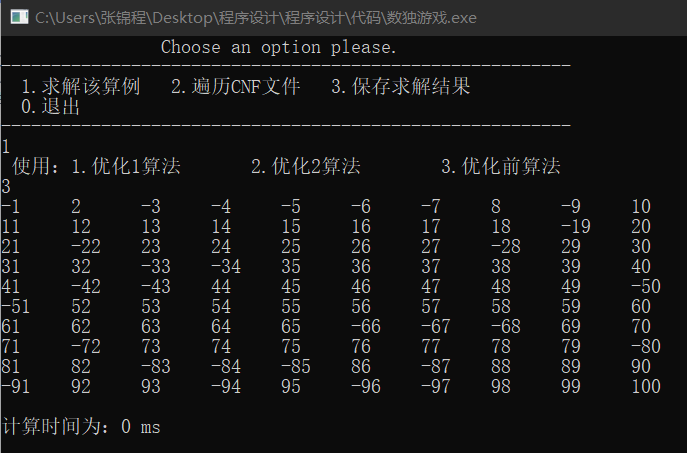 C:\Users\张锦程\Desktop\程序设计\程序设计\代码\数独游戏.exe
Choose an option please.
---------------------------------------------------------
1.求解该算例 2.遍历CNF文件 3.保存求解结果
0.退出
---------------------------------------------------------
1
使用: 1.优化1算法 2.优化2算法 3.优化前算法
3
-1 2 -3 -4 -5 -6 -7 8 -9 10
11 12 13 14 15 16 17 18 -19 20
21 -22 23 24 25 26 27 -28 29 30
31 32 -33 -34 35 36 37 38 39 40
41 -42 -43 44 45 46 47 48 49 -50
-51 52 53 54 55 56 57 58 59 60
61 62 63 64 65 -66 -67 -68 69 70
71 -72 73 74 75 76 77 78 79 -80
81 82 -83 -84 -85 86 -87 88 89 90
-91 92 93 -94 95 -96 -97 98 99 100
计算时间为: 0 ms